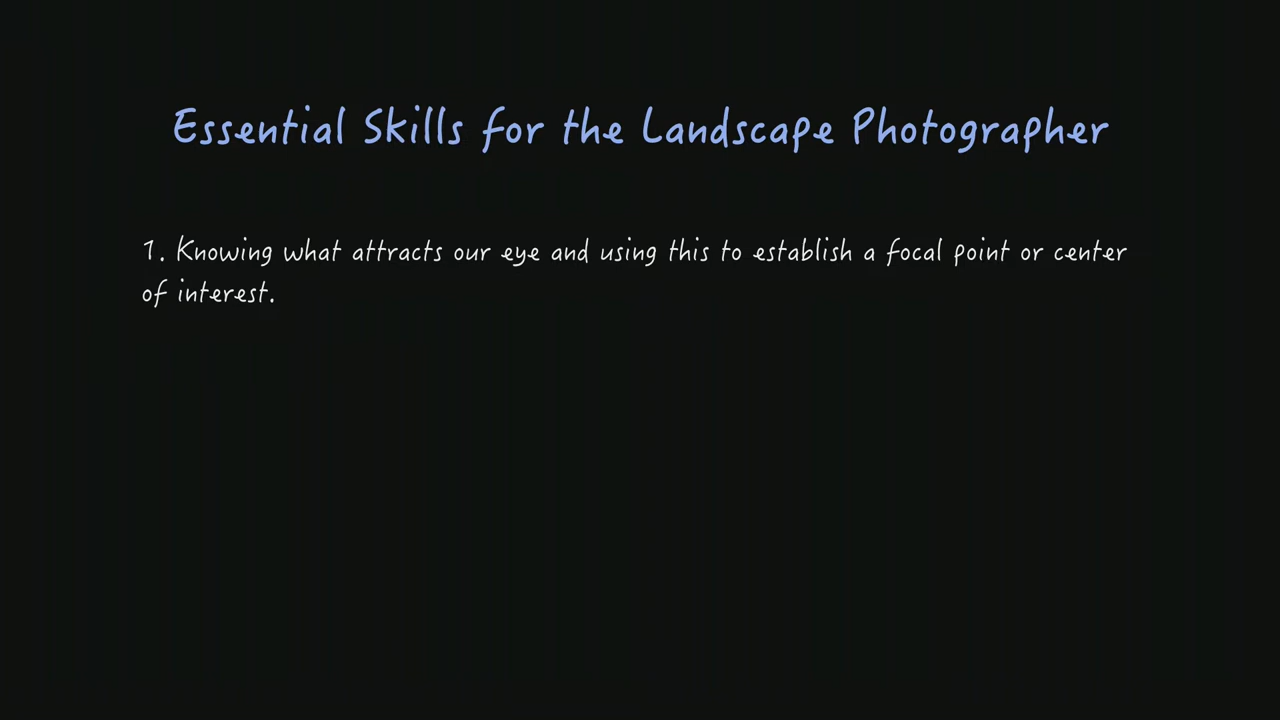 Essential Skills for the Landscape Photographer
1. Knowing what attracts our eye and using this to establish a focal point or center
of interest.